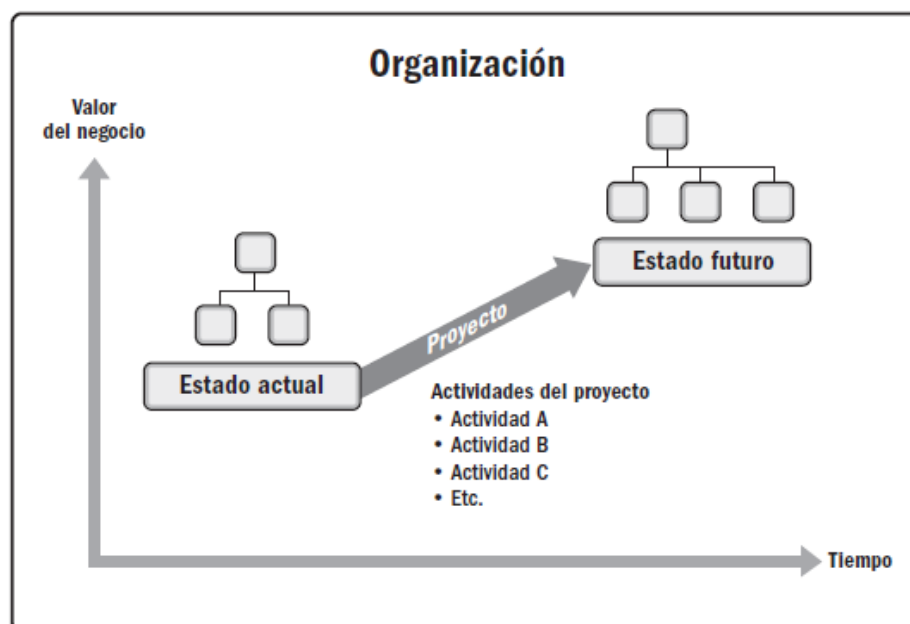 Organización
Valor
del negocio
Estado futuro
Proyecto
Estado actual
Actividades del proyecto
• Actividad A
• Actividad B
• Actividad C
• Etc.
Tiempo